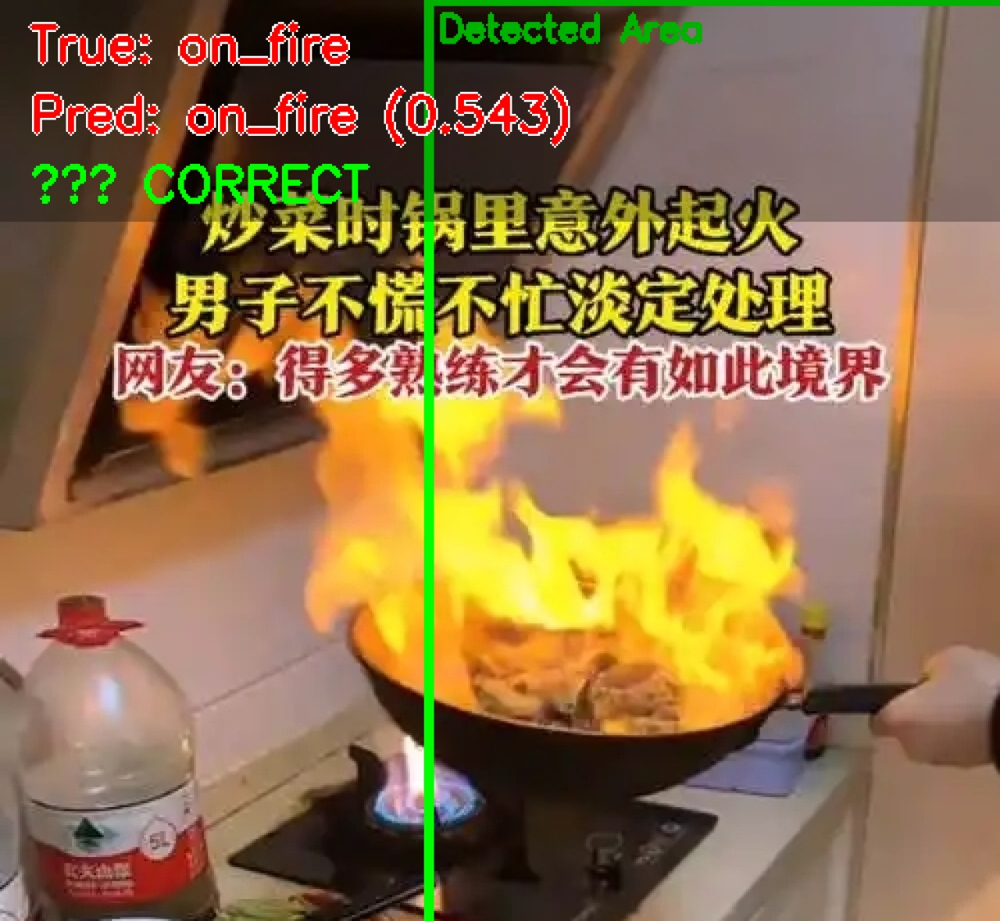 True: on_fire
Detected Area
Pred: on_fire (0.543)
??? CORRECT
炒菜时锅里意外起火
男子不慌不忙淡定处理
网友：得多熟练才会有如此境界
5L